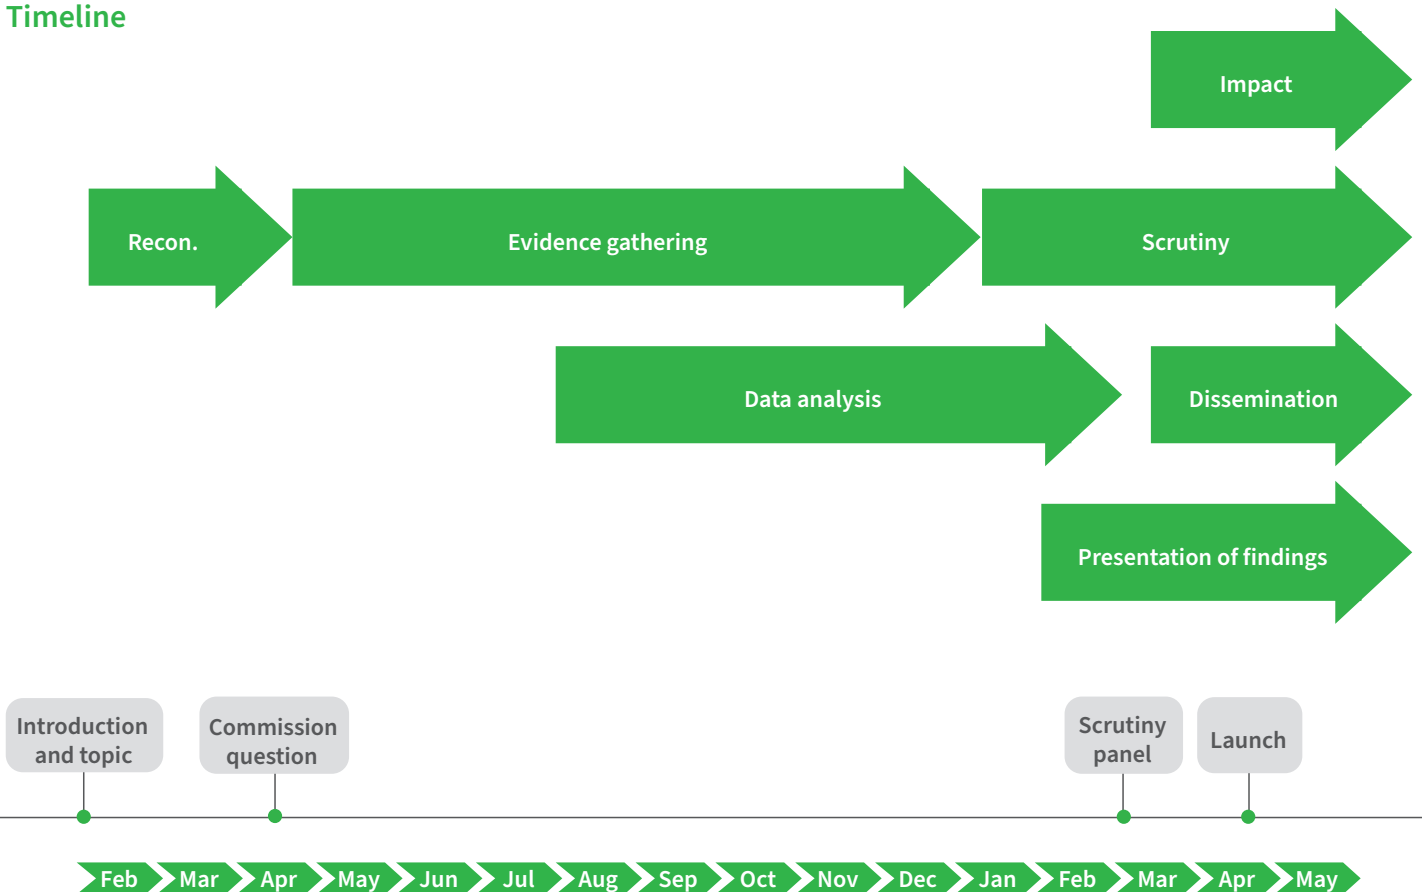 Timeline
Impact
Recon.
Evidence gathering
Scrutiny
Data analysis
Dissemination
Presentation of findings
Introduction
and topic
Commission
question
Scrutiny
panel
Launch
Feb
Mar
Apr
May
Jun
Jul
Aug
Sep
Oct
Nov
Dec
Jan
Feb
Mar
Apr
May